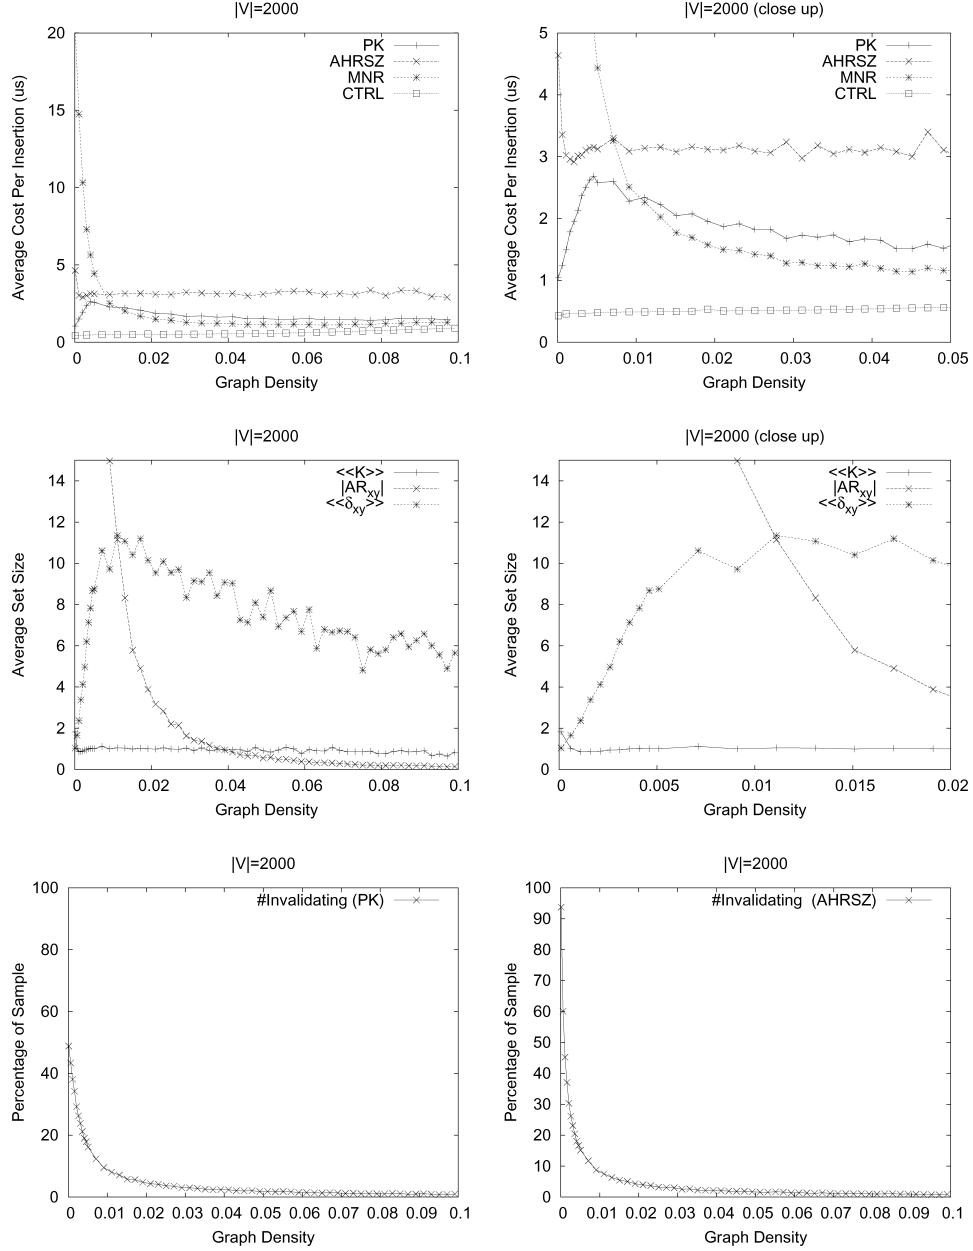 |V|=2000
Average Cost Per Insertion (us)
20
15
10
5
0
PK
AHRSZ
MNR
CTRL
0 0.02 0.04 0.06 0.08 0.1
Graph Density
|V|=2000 (close up)
Average Cost Per Insertion (us)
5
4
3
2
1
0
PK
AHRSZ
MNR
CTRL
0 0.01 0.02 0.03 0.04 0.05
Graph Density
|V|=2000
Average Set Size
14
12
10
8
6
4
2
0
<<K>>
|ARxy|
<<δxy>>
0 0.02 0.04 0.06 0.08 0.1
Graph Density
|V|=2000 (close up)
Average Set Size
14
12
10
8
6
4
2
0
<<K>>
|ARxy|
<<δxy>>
0 0.005 0.01 0.015 0.02
Graph Density
|V|=2000
Percentage of Sample
100
80
60
40
20
0
#Invalidating (PK)
0 0.01 0.02 0.03 0.04 0.05 0.06 0.07 0.08 0.09 0.1
Graph Density
|V|=2000
Percentage of Sample
100
90
80
70
60
50
40
30
20
10
0
#Invalidating (AHRSZ)
0 0.01 0.02 0.03 0.04 0.05 0.06 0.07 0.08 0.09 0.1
Graph Density